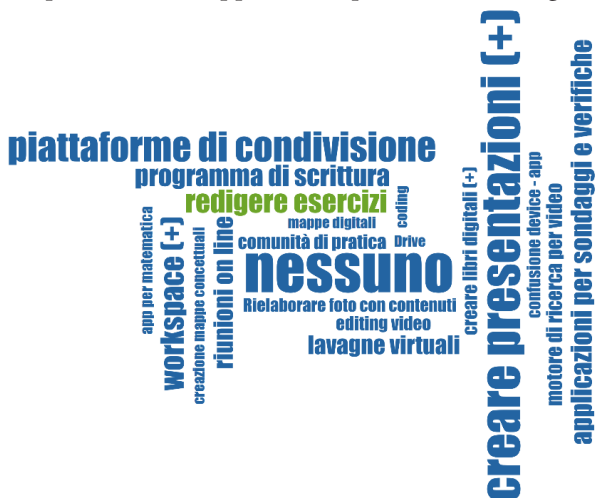 piattaforme di condivisione
programma di scrittura
redigere esercizi
mappe digitali
coding
comunità di pratica
Drive
nessuno
Rielaborare foto con contenuti
editing video
lavagne virtuali
app per matematica
workspace (+)
creazione mappe concettuali
riunioni on line
creare libri digitali (+)
creare presentazioni (+)
confusione device - app
motore di ricerca per video
applicazioni per sondaggi e verifiche